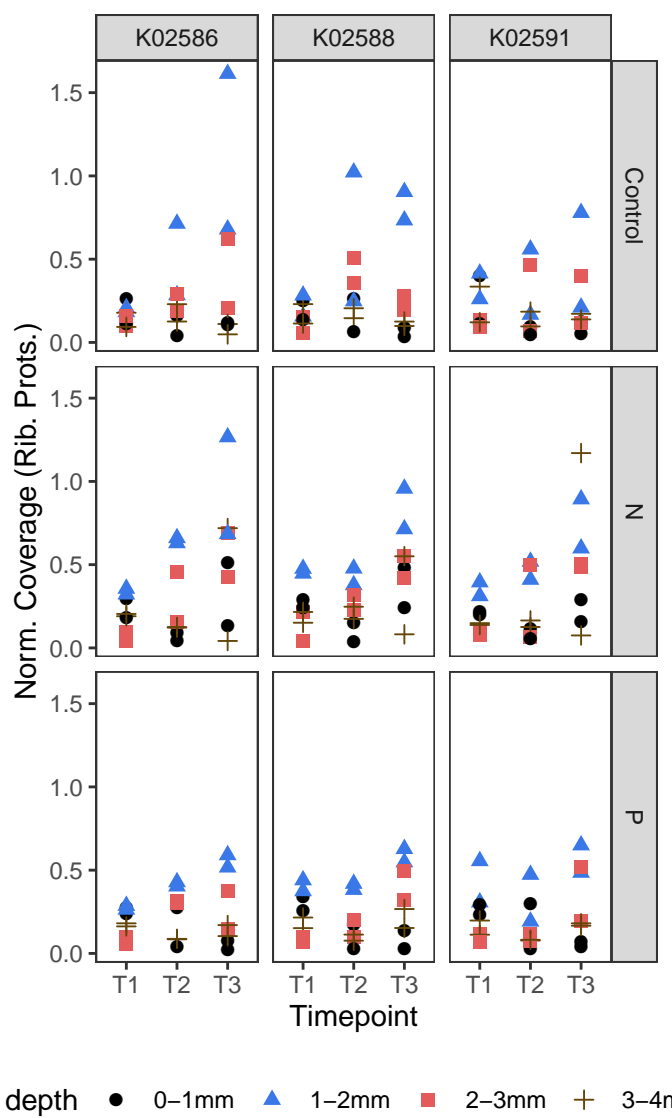 K02586 K02588 K02591
1.5
1.0
0.5
0.0
Control
1.5
1.0
0.5
0.0
N
1.5
1.0
0.5
0.0
P
Norm. Coverage (Rib. Prots.)
T1 T2 T3 T1 T2 T3 T1 T2 T3
Timepoint
depth 0−1mm 1−2mm 2−3mm 3−4m